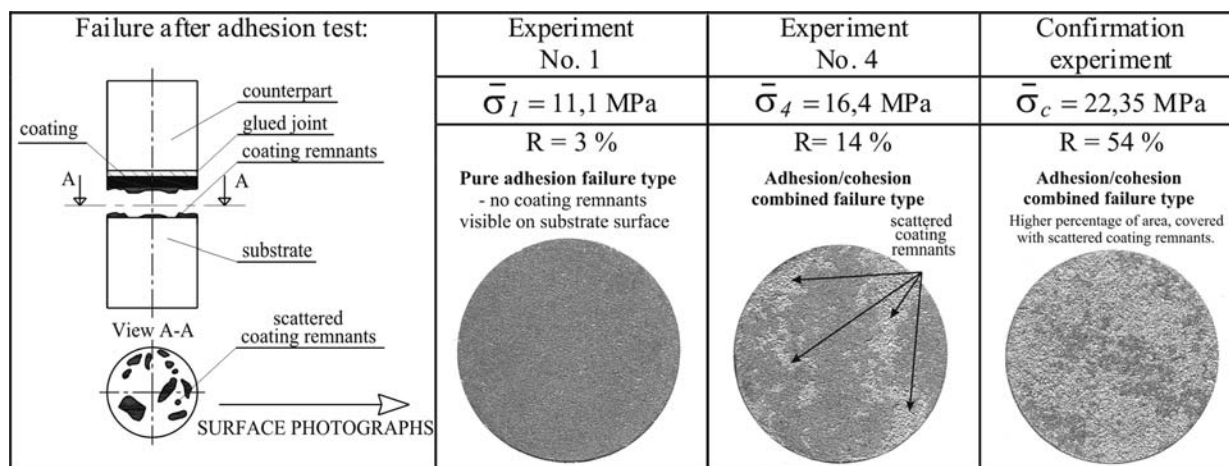 Failure after adhesion test:
counterpart
glued joint
coating
coating remnants
A
A
substrate
View A-A
scattered
coating remnants
SURFACE PHOTOGRAPHS
Experiment
No. 1
σ̄1 = 11,1 MPa
R = 3 %
Pure adhesion failure type
- no coating remnants
visible on substrate surface
Experiment
No. 4
σ̄4 = 16,4 MPa
R= 14 %
Adhesion/cohesion
combined failure type
scattered
coating
remnants
Confirmation
experiment
σ̄c = 22,35 MPa
R = 54 %
Adhesion/cohesion
combined failure type
Higher percentage of area, covered
with scattered coating remnants.